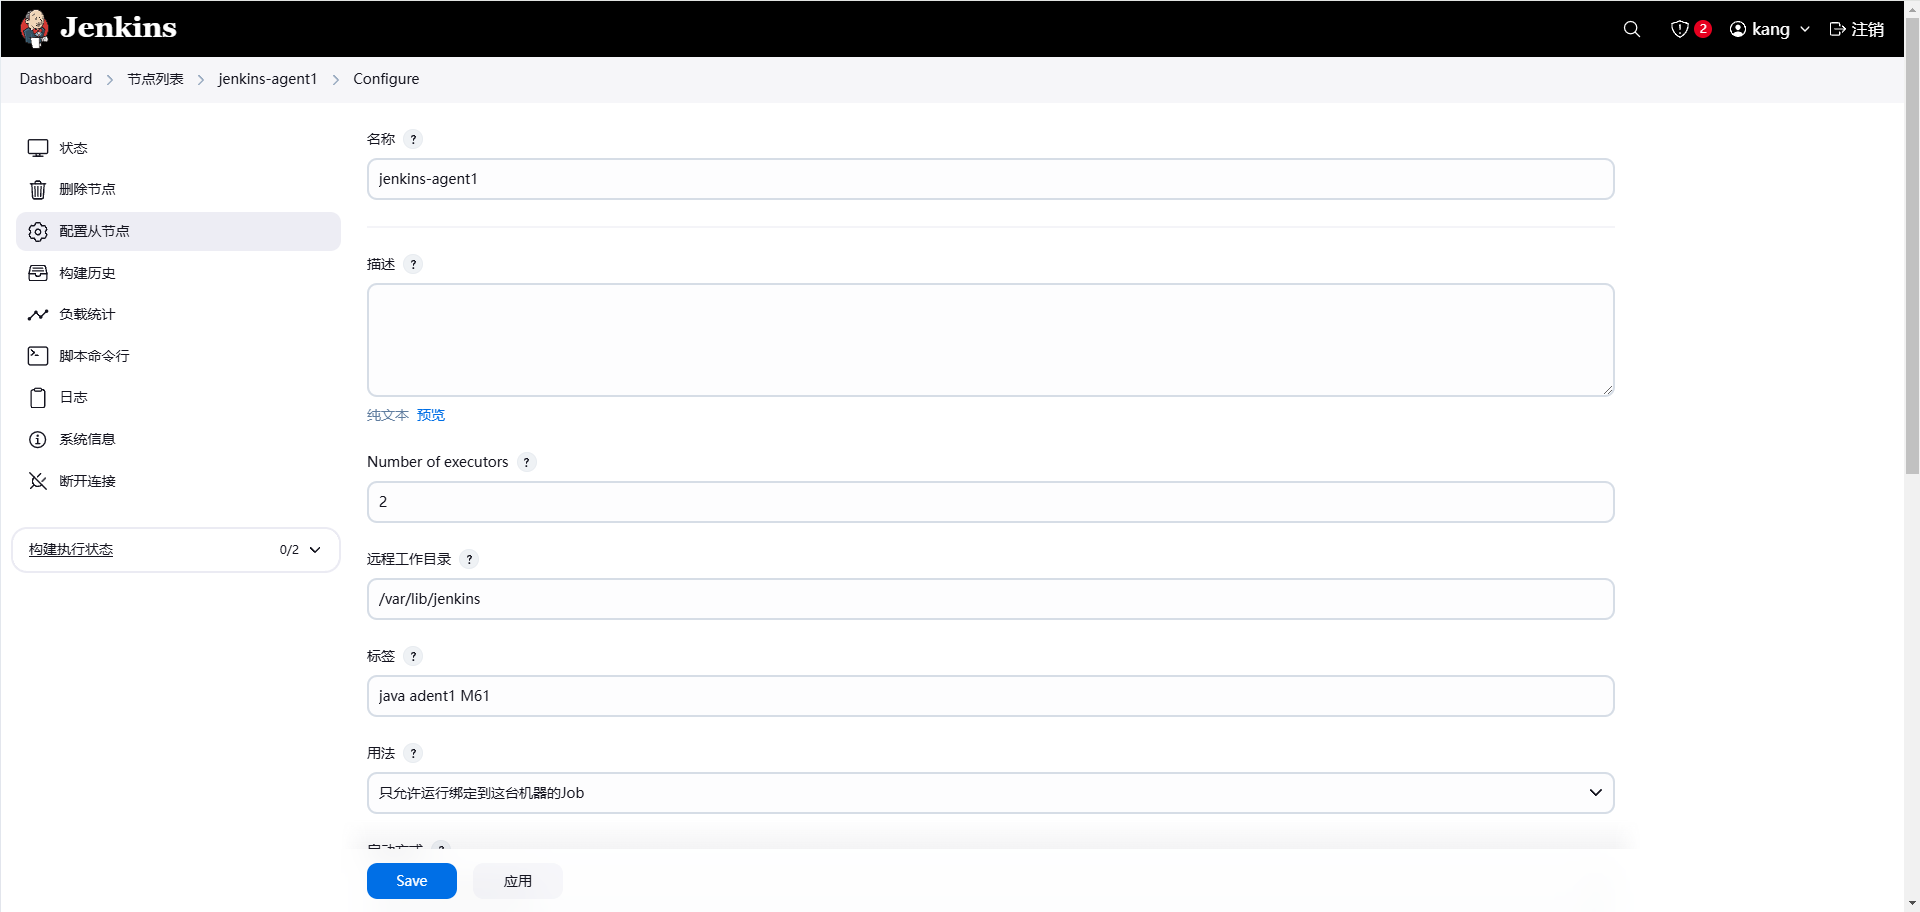 Jenkins
2
kang
注销
Dashboard
节点列表
jenkins-agent1
Configure
状态
删除节点
配置从节点
构建历史
负载统计
脚本命令行
日志
系统信息
断开连接
构建执行状态
0/2
名称 ?
jenkins-agent1
描述 ?
纯文本 预览
Number of executors ?
2
远程工作目录 ?
/var/lib/jenkins
标签 ?
java adent1 M61
用法 ?
只允许运行绑定到这台机器的Job
启动方式 ?
Save
应用